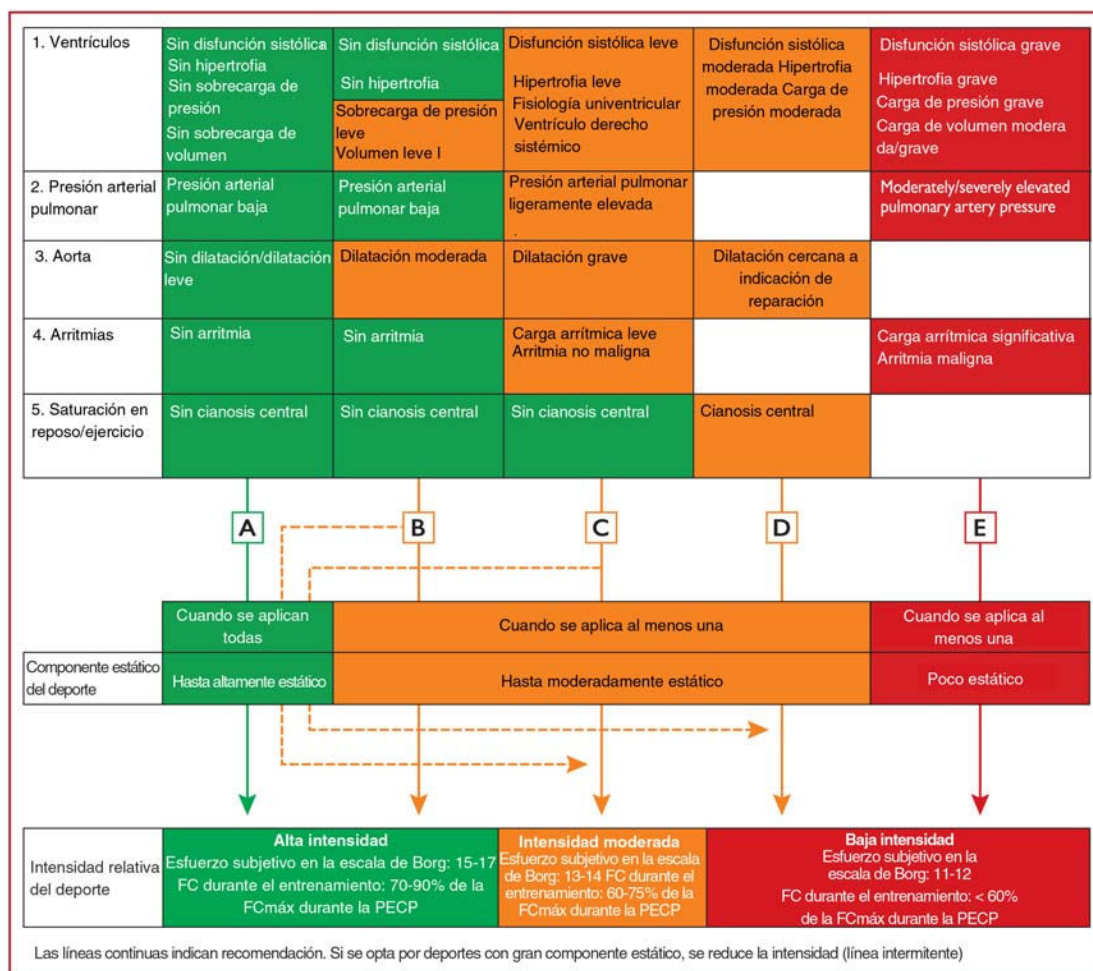 1. Ventrículos
Sin disfunción sistólica
Sin hipertrofia
Sin sobrecarga de
presión
Sin sobrecarga de
volumen
Sin disfunción sistólica
Sin hipertrofia
Sobrecarga de presión
leve
Volumen leve l
Disfunción sistólica leve
Hipertrofia leve
Fisiología univentricular
Ventrículo derecho
sistémico
Disfunción sistólica
moderada Hipertrofia
moderada Carga de
presión moderada
Disfunción sistólica grave
Hipertrofia grave
Carga de presión grave
Carga de volumen modera
da/grave
2. Presión arterial
pulmonar
Presión arterial
pulmonar baja
Presión arterial
pulmonar baja
Presión arterial pulmonar
ligeramente elevada
.
Moderately/severely elevated
pulmonary artery pressure
3. Aorta
Sin dilatación/dilatación
leve
Dilatación moderada
Dilatación grave
Dilatación cercana a
indicación de
reparación
4. Arritmias
Sin arritmia
Sin arritmia
Carga arrítmica leve
Arritmia no maligna
Carga arrítmica significativa
Arritmia maligna
5. Saturación en
reposo/ejercicio
Sin cianosis central
Sin cianosis central
Sin cianosis central
Cianosis central
A
B
C
D
E
Cuando se aplican
todas
Cuando se aplica al menos una
Cuando se aplica al
menos una
Componente estático
del deporte
Hasta altamente estático
Hasta moderadamente estático
Poco estático
Intensidad relativa
del deporte
Alta intensidad
Esfuerzo subjetivo en la escala de Borg: 15-17
FC durante el entrenamiento: 70-90% de la
FCmáx durante la PECP
Intensidad moderada
Esfuerzo subjetivo en la escala
de Borg: 13-14 FC durante el
entrenamiento: 60-75% de la
FCmáx durante la PECP
Baja intensidad
Esfuerzo subjetivo en la
escala de Borg: 11-12
FC durante el entrenamiento: < 60%
de la FCmáx durante la PECP
Las líneas continuas indican recomendación. Si se opta por deportes con gran componente estático, se reduce la intensidad (línea intermitente)